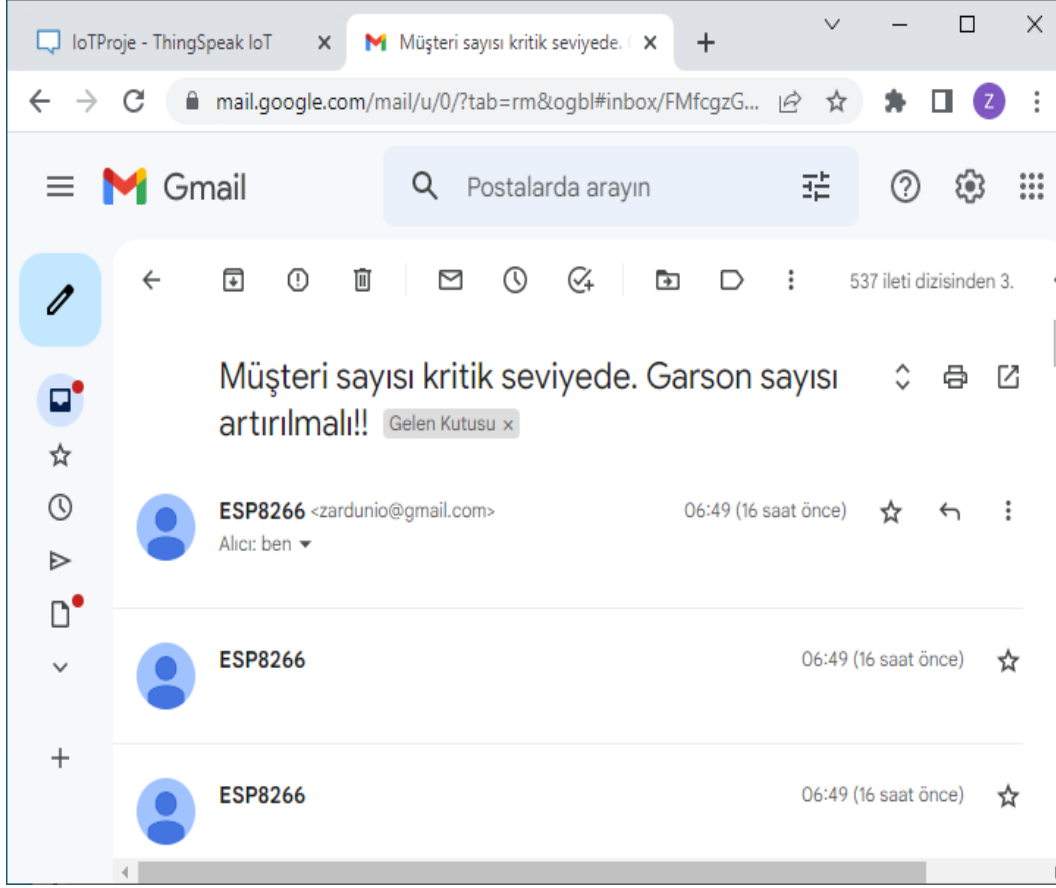 IoTProje - ThingSpeak IoT
Müşteri sayısı kritik seviyede.
mail.google.com/mail/u/0/?tab=rm&ogbl#inbox/FMfcgzG...
Z
Gmail
Postalarda arayın
537 ileti dizisinden 3.
Müşteri sayısı kritik seviyede. Garson sayısı
artırılmalı!! Gelen Kutusu x
ESP8266 <zardunio@gmail.com> 06:49 (16 saat önce)
Alıcı: ben
ESP8266 06:49 (16 saat önce)
ESP8266 06:49 (16 saat önce)